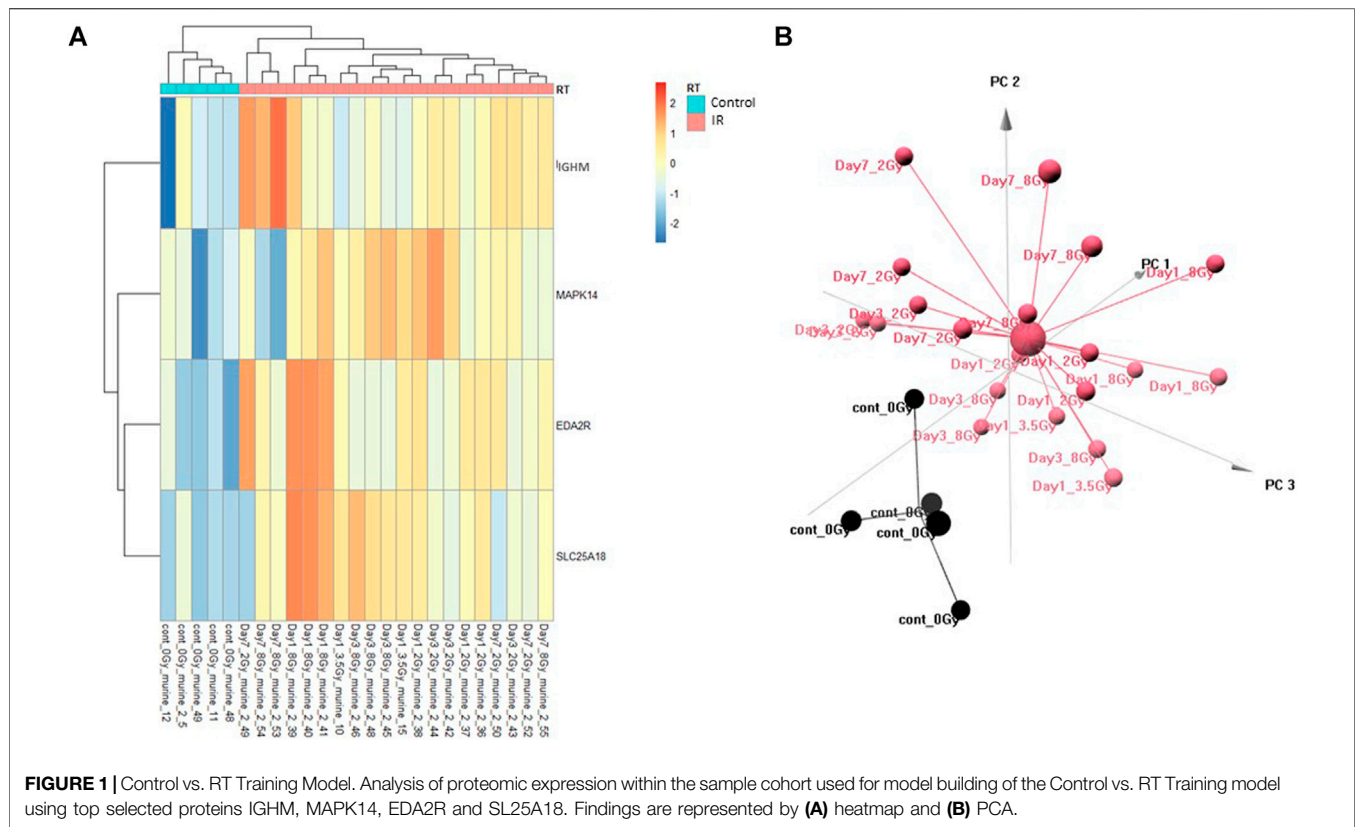 A
RT
2
1
0
-1
-2
RT
Control
IR
IGHM
MAPK14
EDA2R
SLC25A18
cont_0Gy_murine_12
cont_0Gy_murine_2_5
cont_0Gy_murine_49
cont_0Gy_murine_11
cont_0Gy_murine_48
Day7_2Gy_murine_2_49
Day7_8Gy_murine_2_54
Day7_8Gy_murine_2_53
Day1_8Gy_murine_2_39
Day1_8Gy_murine_2_40
Day1_8Gy_murine_2_41
Day1_3.5Gy_murine_10
Day3_8Gy_murine_2_46
Day3_8Gy_murine_2_48
Day3_8Gy_murine_2_45
Day1_3.5Gy_murine_15
Day1_2Gy_murine_2_38
Day3_2Gy_murine_2_44
Day3_2Gy_murine_2_42
Day1_2Gy_murine_2_37
Day1_2Gy_murine_2_36
Day7_2Gy_murine_2_50
Day3_2Gy_murine_2_43
Day7_2Gy_murine_2_52
Day7_8Gy_murine_2_55
B
PC 2
Day7_2Gy
Day7_8Gy
Day7_8Gy
PC 1
Day1_8Gy
Day7_2Gy
Day3_2Gy
Day7_8Gy
Day3_2Gy
Day7_2Gy
Day1_2Gy
Day1_2Gy
Day1_8Gy
Day1_8Gy
Day3_8Gy
Day1_2Gy
cont_0Gy
Day3_8Gy
Day1_3.5Gy
Day3_8Gy
Day1_3.5Gy
PC 3
cont_0Gy
cont_0Gy
cont_0Gy
cont_0Gy
FIGURE 1 | Control vs. RT Training Model. Analysis of proteomic expression within the sample cohort used for model building of the Control vs. RT Training model
using top selected proteins IGHM, MAPK14, EDA2R and SL25A18. Findings are represented by (A) heatmap and (B) PCA.